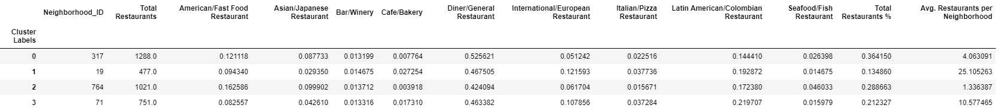 Neighborhood_ID Total Restaurants American/Fast Food Restaurant Asian/Japanese Restaurant Bar/Winery Cafe/Bakery Diner/General Restaurant International/European Restaurant Italian/Pizza Restaurant Latin American/Colombian Restaurant Seafood/Fish Restaurant Total Restaurants % Avg. Restaurants per Neighborhood
Cluster Labels
0 317 1288.0 0.121118 0.087733 0.013199 0.007764 0.525621 0.051242 0.022516 0.144410 0.026398 0.364150 4.063091
1 19 477.0 0.094340 0.029350 0.014675 0.027254 0.467505 0.121593 0.037736 0.192872 0.014675 0.134860 25.105263
2 764 1021.0 0.162586 0.099902 0.013712 0.003918 0.424094 0.061704 0.015671 0.172380 0.046033 0.288663 1.336387
3 71 751.0 0.082557 0.042610 0.013316 0.017310 0.463382 0.107856 0.037284 0.219707 0.015979 0.212327 10.577465